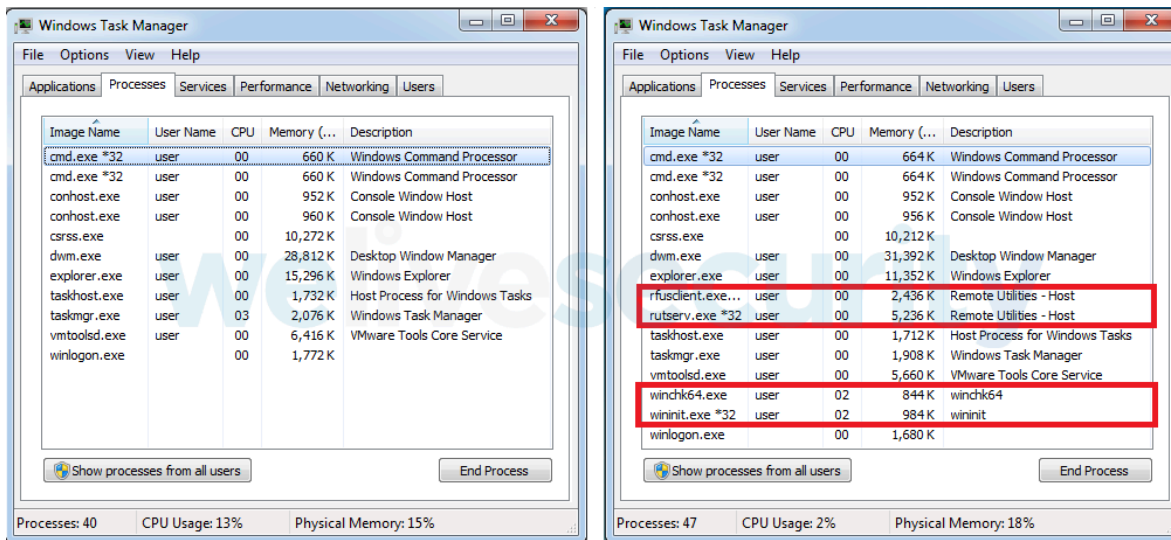 Windows Task Manager
File Options View Help
Applications Processes Services Performance Networking Users
Image Name User Name CPU Memory (... Description
cmd.exe *32 user 00 660 K Windows Command Processor
cmd.exe *32 user 00 660 K Windows Command Processor
conhost.exe user 00 952 K Console Window Host
conhost.exe user 00 960 K Console Window Host
csrss.exe 00 10,272 K
dwm.exe user 00 28,812 K Desktop Window Manager
explorer.exe user 00 15,296 K Windows Explorer
taskhost.exe user 00 1,732 K Host Process for Windows Tasks
taskmgr.exe user 03 2,076 K Windows Task Manager
vmtoolsd.exe user 00 6,416 K VMware Tools Core Service
winlogon.exe 00 1,772 K
Show processes from all users End Process
Processes: 40 CPU Usage: 13% Physical Memory: 15%
Windows Task Manager
File Options View Help
Applications Processes Services Performance Networking Users
Image Name User Name CPU Memory (... Description
cmd.exe *32 user 00 664 K Windows Command Processor
cmd.exe *32 user 00 664 K Windows Command Processor
conhost.exe user 00 952 K Console Window Host
conhost.exe user 00 956 K Console Window Host
csrss.exe 00 10,212 K
dwm.exe user 00 31,392 K Desktop Window Manager
explorer.exe user 00 11,352 K Windows Explorer
rfusclient.exe... user 00 2,436 K Remote Utilities - Host
rutserv.exe *32 user 00 5,236 K Remote Utilities - Host
taskhost.exe user 00 1,712 K Host Process for Windows Tasks
taskmgr.exe user 00 1,908 K Windows Task Manager
vmtoolsd.exe user 00 5,660 K VMware Tools Core Service
winchk64.exe user 02 844 K winchk64
wininit.exe *32 user 02 984 K wininit
winlogon.exe 00 1,680 K
Show processes from all users End Process
Processes: 47 CPU Usage: 2% Physical Memory: 18%
welivesecurity